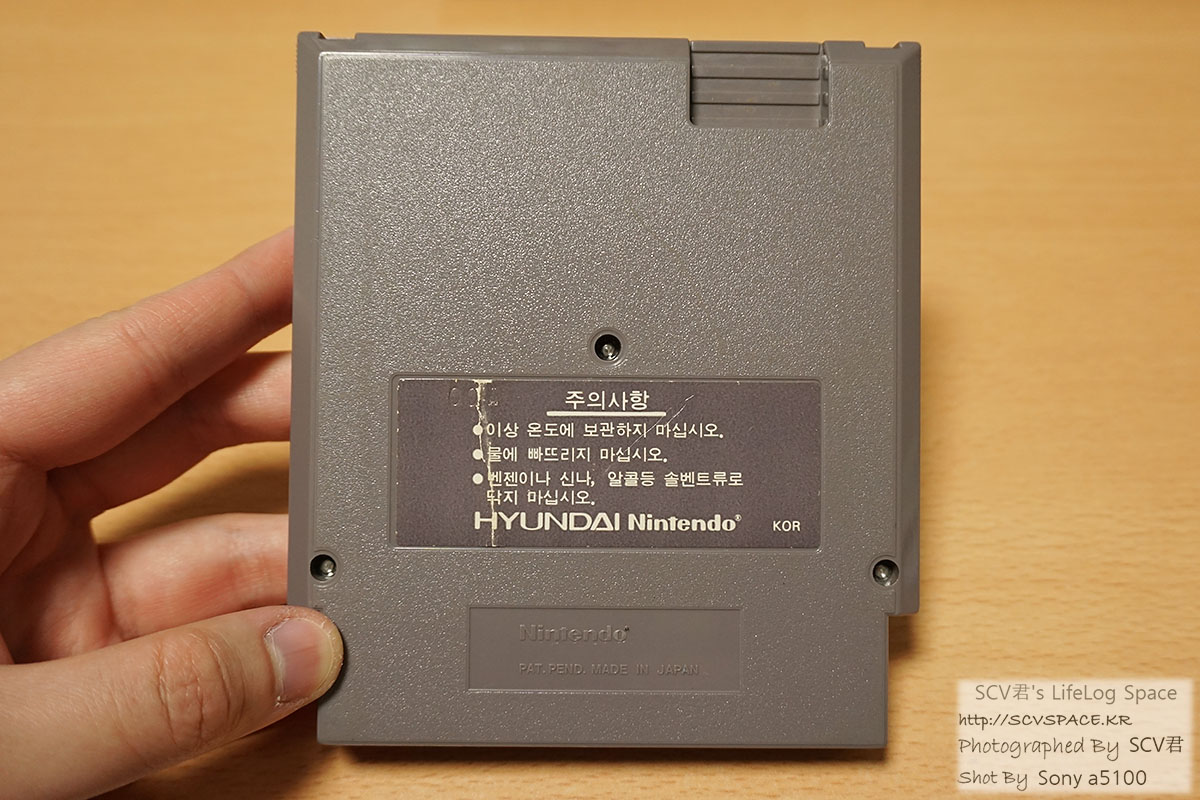 주의사항
●이상 온도에 보관하지 마십시오.
●물에 빠뜨리지 마십시오.
●벤젠이나 신나, 알콜등 솔벤트류로
닦지 마십시오.
HYUNDAI Nintendo®
KOR
Nintendo®
PAT. PEND. MADE IN JAPAN
SCV君's LifeLog Space
http://SCVSPACE.KR
Photographed By SCV君
Shot By Sony a5100